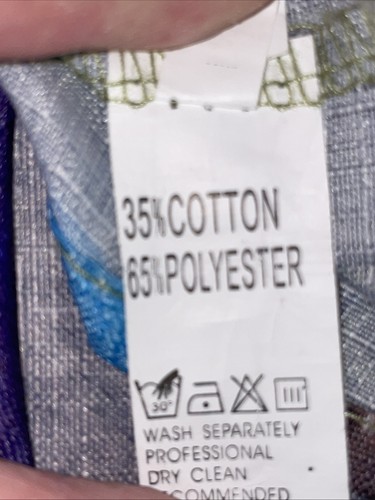 35%COTTON
65%POLYESTER
30°
WASH SEPARATELY
PROFESSIONAL
DRY CLEAN